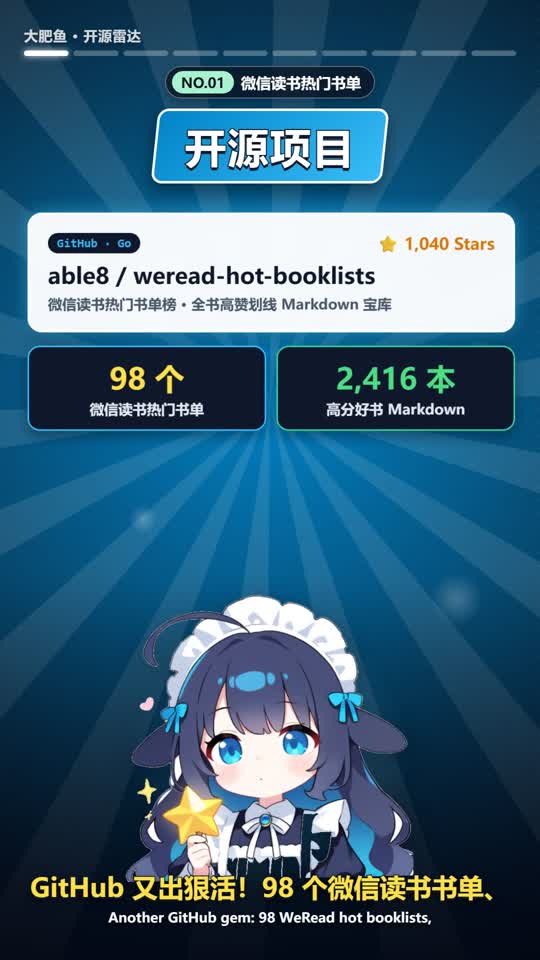 大肥鱼 · 开源雷达
NO.01 微信读书热门书单
开源项目
GitHub · Go
1,040 Stars
able8 / weread-hot-booklists
微信读书热门书单榜 · 全书高赞划线 Markdown 宝库
98 个
微信读书热门书单
2,416 本
高分好书 Markdown
GitHub 又出狠活！98 个微信读书书单、
Another GitHub gem: 98 WeRead hot booklists,